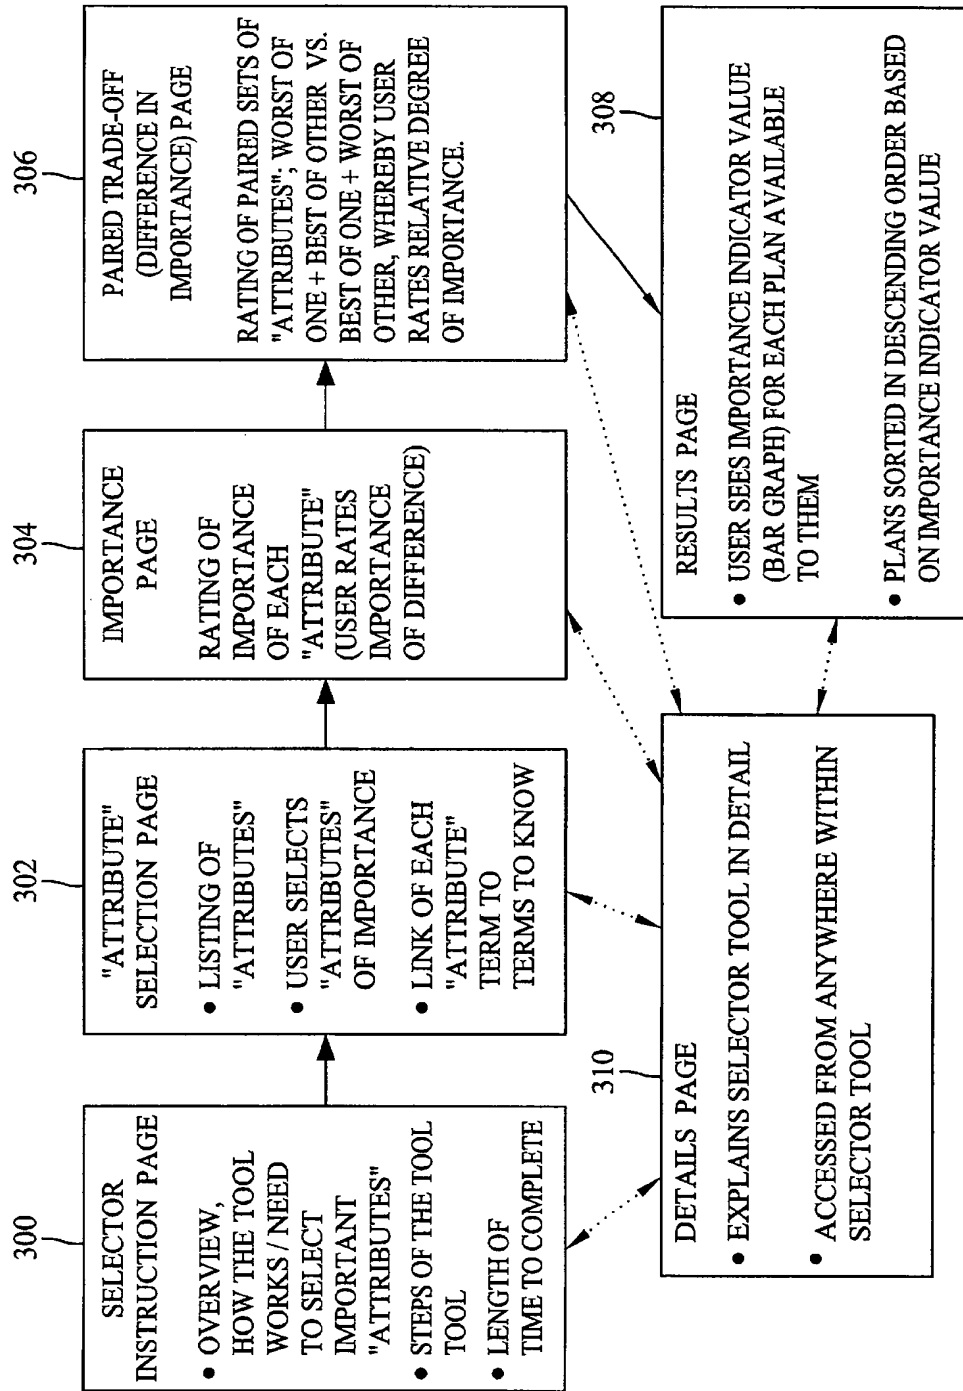 300
SELECTOR
INSTRUCTION PAGE
● OVERVIEW,
HOW THE TOOL
WORKS / NEED
TO SELECT
IMPORTANT
"ATTRIBUTES"
● STEPS OF THE TOOL
TOOL
● LENGTH OF
TIME TO COMPLETE
302
"ATTRIBUTE"
SELECTION PAGE
● LISTING OF
"ATTRIBUTES"
● USER SELECTS
"ATTRIBUTES"
OF IMPORTANCE
● LINK OF EACH
"ATTRIBUTE"
TERM TO
TERMS TO KNOW
304
IMPORTANCE
PAGE
RATING OF
IMPORTANCE
OF EACH
"ATTRIBUTE"
(USER RATES
IMPORTANCE
OF DIFFERENCE)
306
PAIRED TRADE-OFF
(DIFFERENCE IN
IMPORTANCE) PAGE
RATING OF PAIRED SETS OF
"ATTRIBUTES": WORST OF
ONE + BEST OF OTHER VS.
BEST OF ONE + WORST OF
OTHER, WHEREBY USER
RATES RELATIVE DEGREE
OF IMPORTANCE.
310
DETAILS PAGE
● EXPLAINS SELECTOR TOOL IN DETAIL
● ACCESSED FROM ANYWHERE WITHIN
SELECTOR TOOL
308
RESULTS PAGE
● USER SEES IMPORTANCE INDICATOR VALUE
(BAR GRAPH) FOR EACH PLAN AVAILABLE
TO THEM
● PLANS SORTED IN DESCENDING ORDER BASED
ON IMPORTANCE INDICATOR VALUE